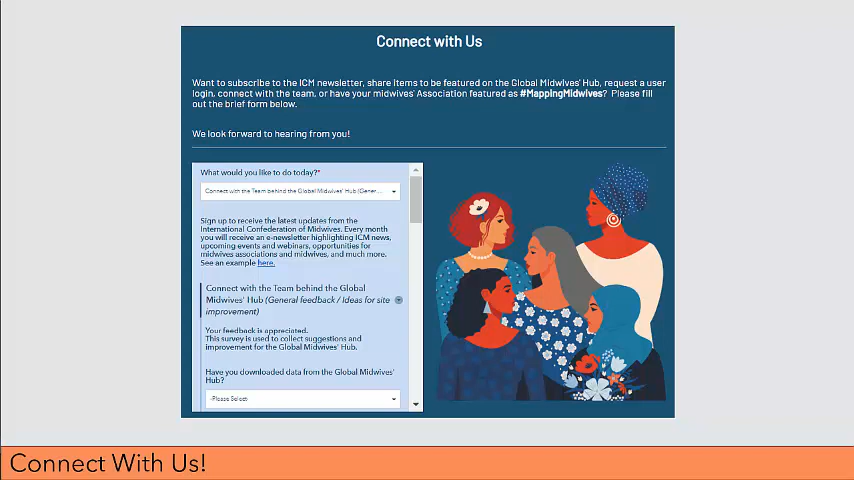 Connect with Us
Want to subscribe to the ICM newsletter, share items to be featured on the Global Midwives' Hub, request a user
login, connect with the team, or have your midwives' Association featured as #MappingMidwives? Please fill
out the brief form below.
We look forward to hearing from you!
What would you like to do today?*
Connect with the Team behind the Global Midwives' Hub (Gener...
Sign up to receive the latest updates from the
International Confederation of Midwives. Every month
you will receive an e-newsletter highlighting ICM news,
upcoming events and webinars, opportunities for
midwives associations and midwives, and much more.
See an example here.
Connect with the Team behind the Global
Midwives' Hub (General feedback / Ideas for site
improvement)
Your feedback is appreciated.
This survey is used to collect suggestions and
improvement for the Global Midwives' Hub.
Have you downloaded data from the Global Midwives'
Hub?
-Please Select-
Connect With Us!